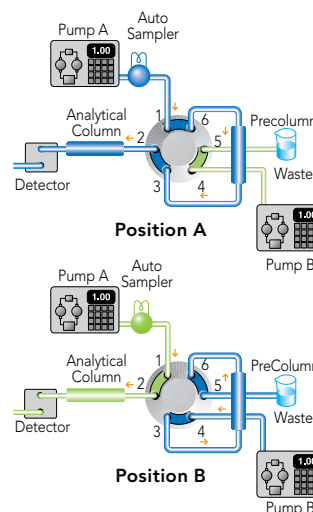 Pump A
Auto
Sampler
1.00
1
6
Analytical
Column
2
5
Precolumn
Waste
3
4
Detector
1.00
Position A
Pump B
Pump A
Auto
Sampler
1.00
1
6
Analytical
Column
2
5
PreColumn
Waste
3
4
Detector
1.00
Position B
Pump B